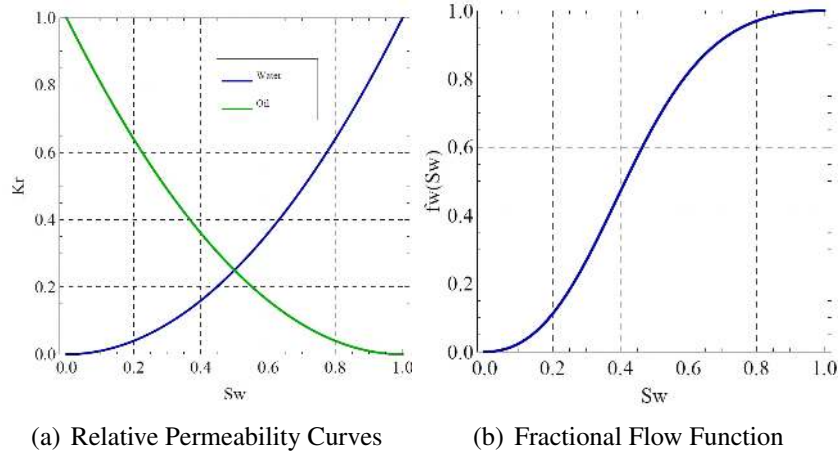 1.0
0.8
0.6
0.4
0.2
0.0
Kr
Water
Oil
0.0 0.2 0.4 0.6 0.8 1.0
Sw
(a) Relative Permeability Curves
1.0
0.8
0.6
0.4
0.2
0.0
fw(Sw)
0.0 0.2 0.4 0.6 0.8 1.0
Sw
(b) Fractional Flow Function